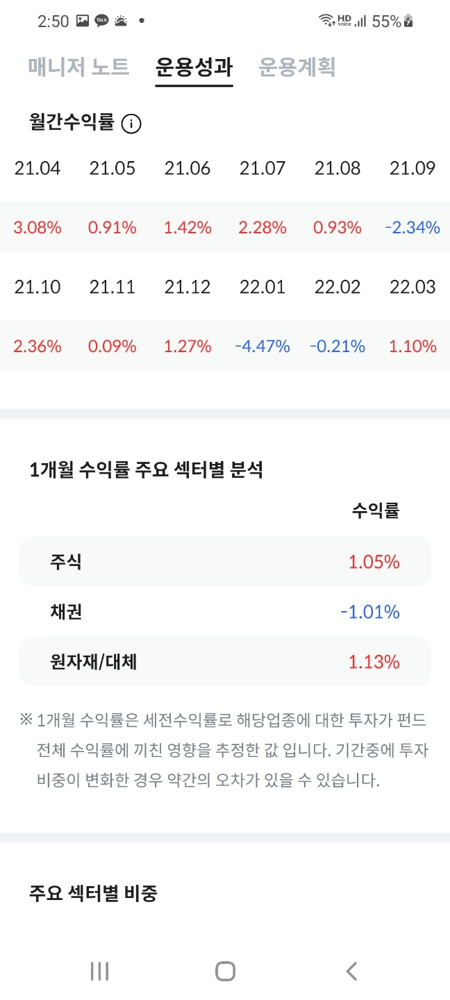 2:50 TALK HD voice 55%
매니저 노트 운용성과 운용계획
월간수익률 i
21.04 21.05 21.06 21.07 21.08 21.09
3.08% 0.91% 1.42% 2.28% 0.93% -2.34%
21.10 21.11 21.12 22.01 22.02 22.03
2.36% 0.09% 1.27% -4.47% -0.21% 1.10%
1개월 수익률 주요 섹터별 분석
수익률
주식 1.05%
채권 -1.01%
원자재/대체 1.13%
※ 1개월 수익률은 세전수익률로 해당업종에 대한 투자가 펀드
전체 수익률에 끼친 영향을 추정한 값 입니다. 기간중에 투자
비중이 변화한 경우 약간의 오차가 있을 수 있습니다.
주요 섹터별 비중